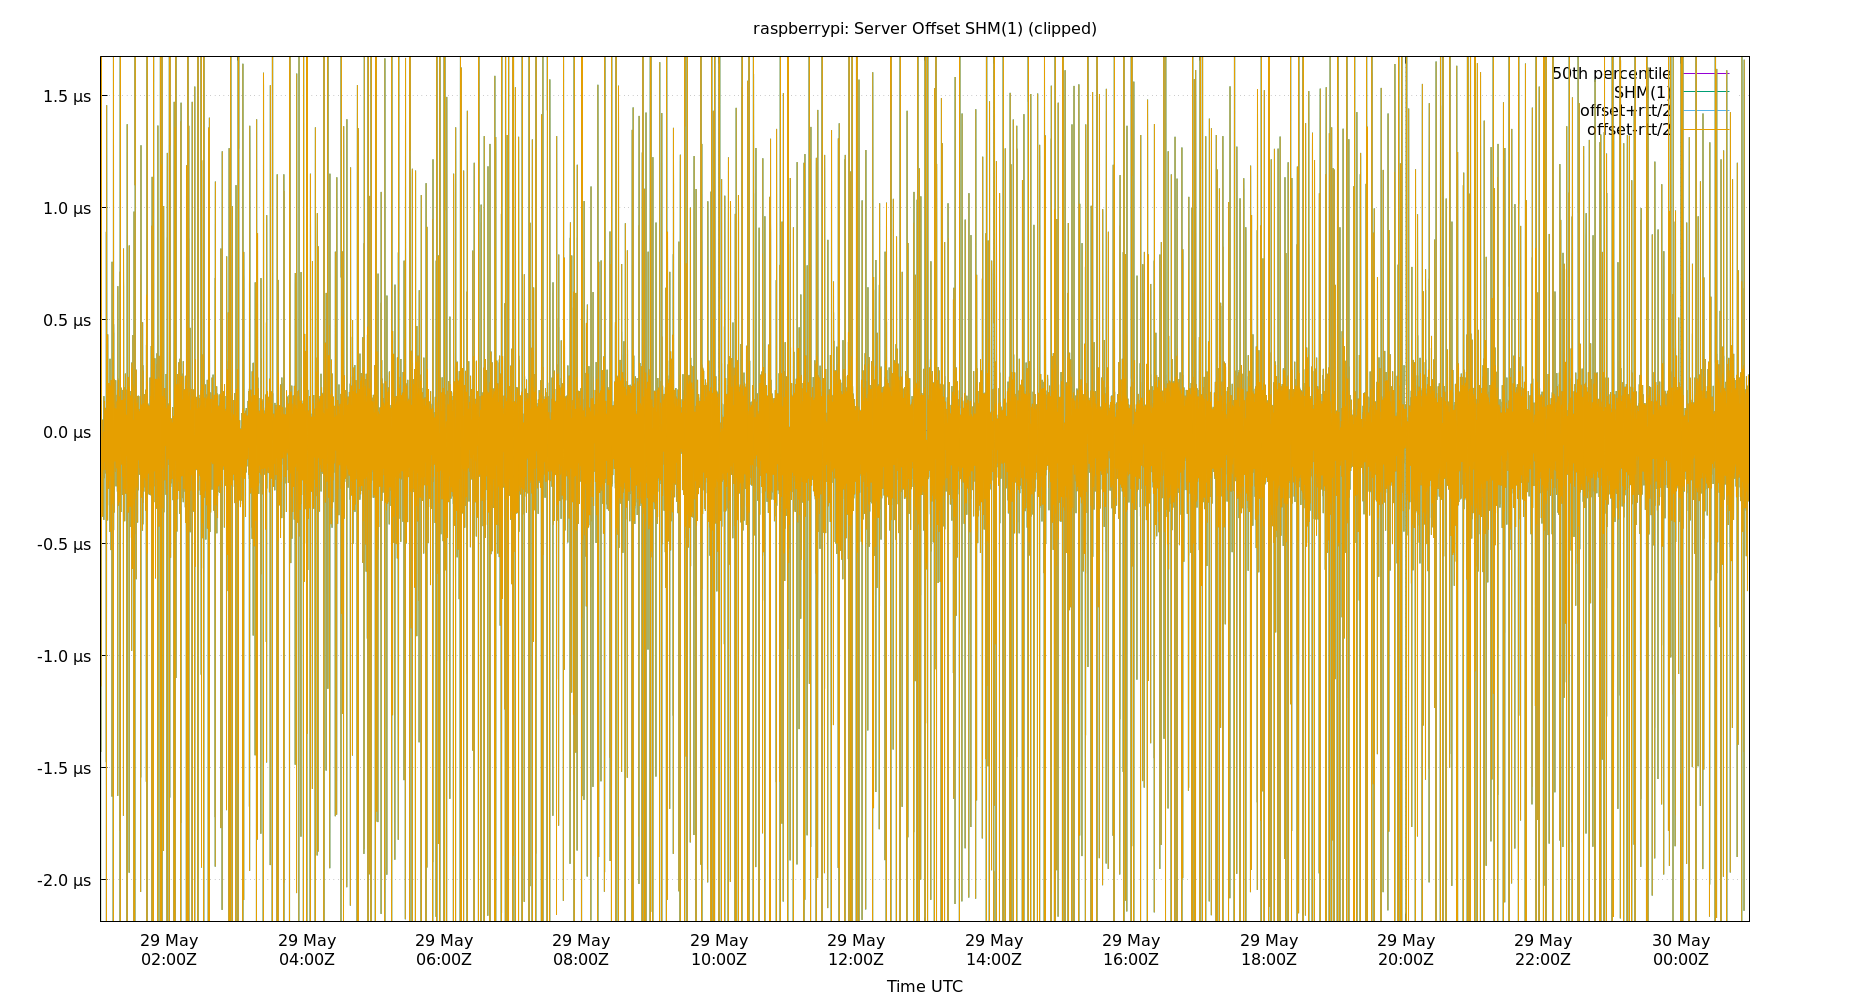 raspberrypi: Server Offset SHM(1) (clipped)
50th percentile
SHM(1)
offset+rtt/2
offset-rtt/2
1.5 µs
1.0 µs
0.5 µs
0.0 µs
-0.5 µs
-1.0 µs
-1.5 µs
-2.0 µs
29 May 29 May 29 May 29 May 29 May 29 May 29 May 29 May 29 May 29 May 29 May 30 May
02:00Z 04:00Z 06:00Z 08:00Z 10:00Z 12:00Z 14:00Z 16:00Z 18:00Z 20:00Z 22:00Z 00:00Z
Time UTC